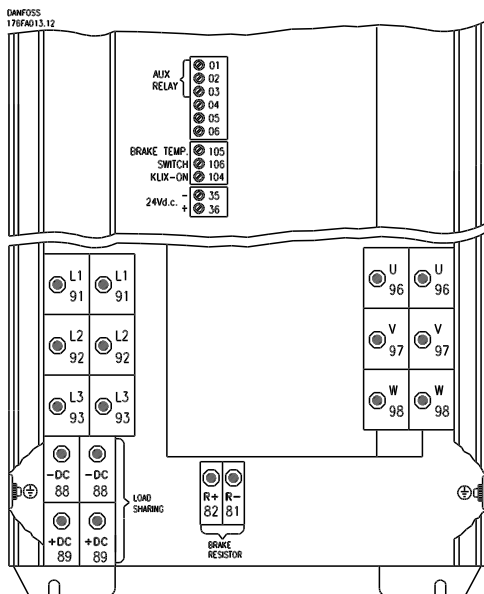 DANFOSS
176FA013.12
AUX
RELAY
01
02
03
04
05
06
BRAKE TEMP.
SWITCH
KLIX-ON
105
106
104
24Vd.c.
- 35
+ 36
L1 L1
91 91
L2 L2
92 92
L3 L3
93 93
U U
96 96
V V
97 97
W W
98 98
-DC -DC
88 88
+DC +DC
89 89
LOAD
SHARING
R+ R-
82 81
BRAKE
RESISTOR